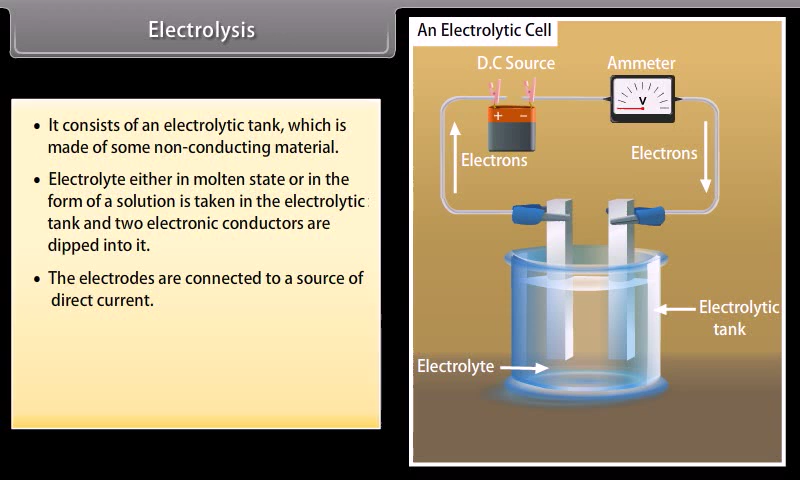 Electrolysis
• It consists of an electrolytic tank, which is
made of some non-conducting material.
• Electrolyte either in molten state or in the
form of a solution is taken in the electrolytic
tank and two electronic conductors are
dipped into it.
• The electrodes are connected to a source of
direct current.
An Electrolytic Cell
D.C Source
Ammeter
+ −
V
Electrons
Electrons
Electrolytic
tank
Electrolyte